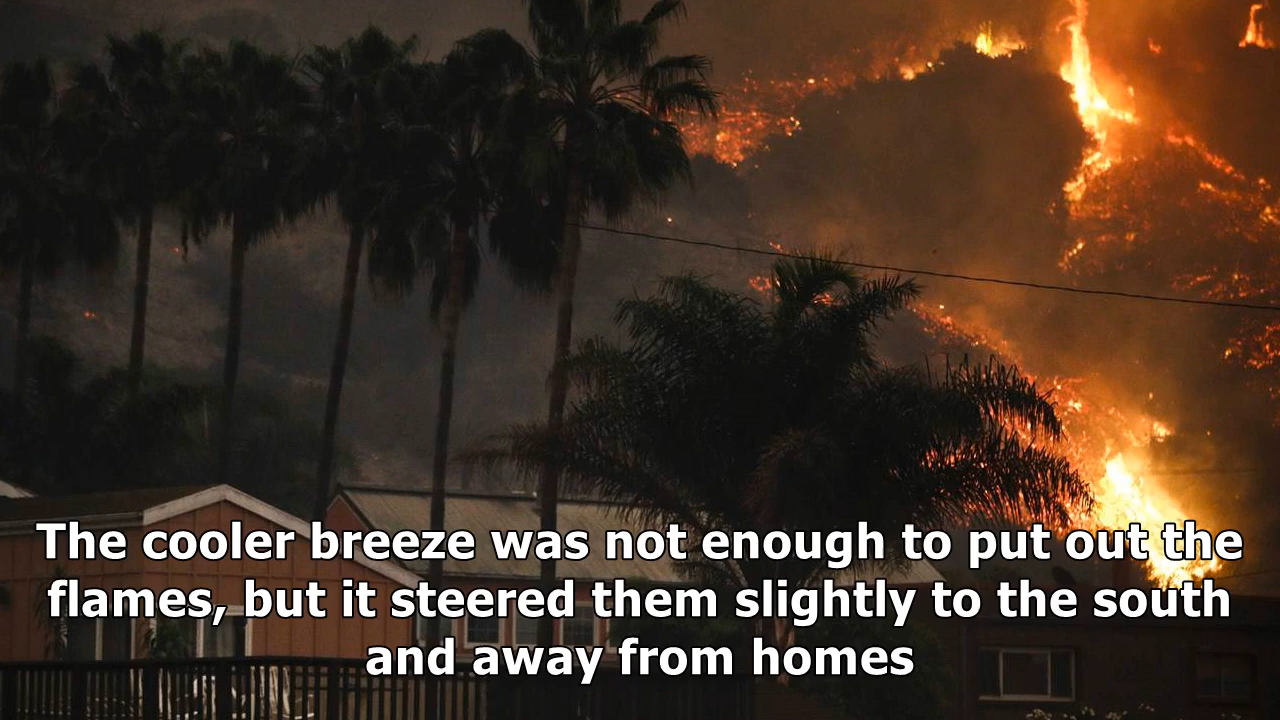 The cooler breeze was not enough to put out the
flames, but it steered them slightly to the south
and away from homes